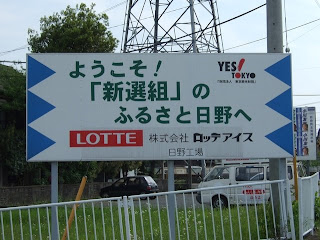 ようこそ!
「新選組」の
ふるさと日野へ
YES!
TOKYO
LOTTE 株式会社 ロッテアイス
日野工場